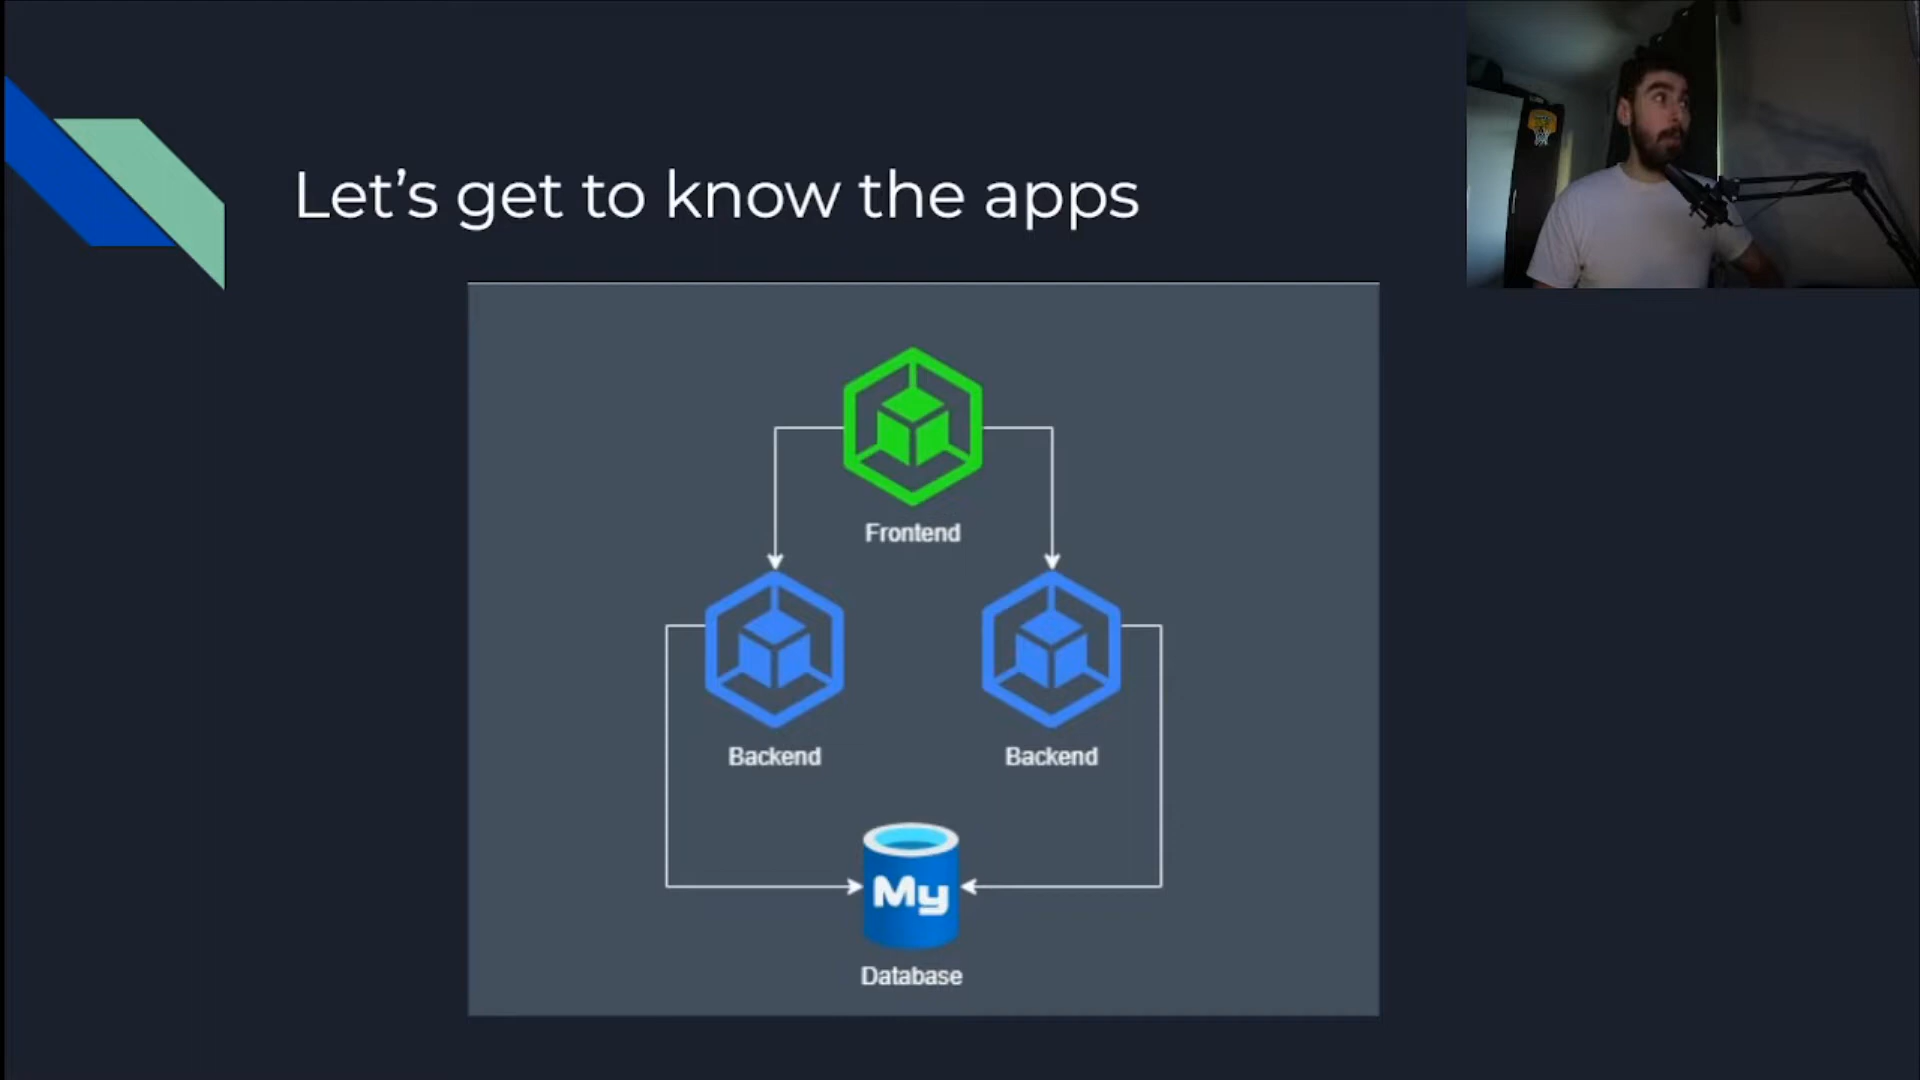 Let's get to know the apps
Frontend
Backend
Backend
My
Database